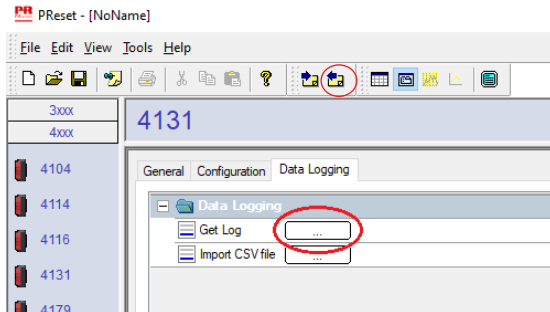 PR PReset - [NoName]
File Edit View Tools Help
3xxx
4xxx
4131
4104
4114
4116
4131
4179
General Configuration Data Logging
Data Logging
Get Log ...
Import CSV file ...